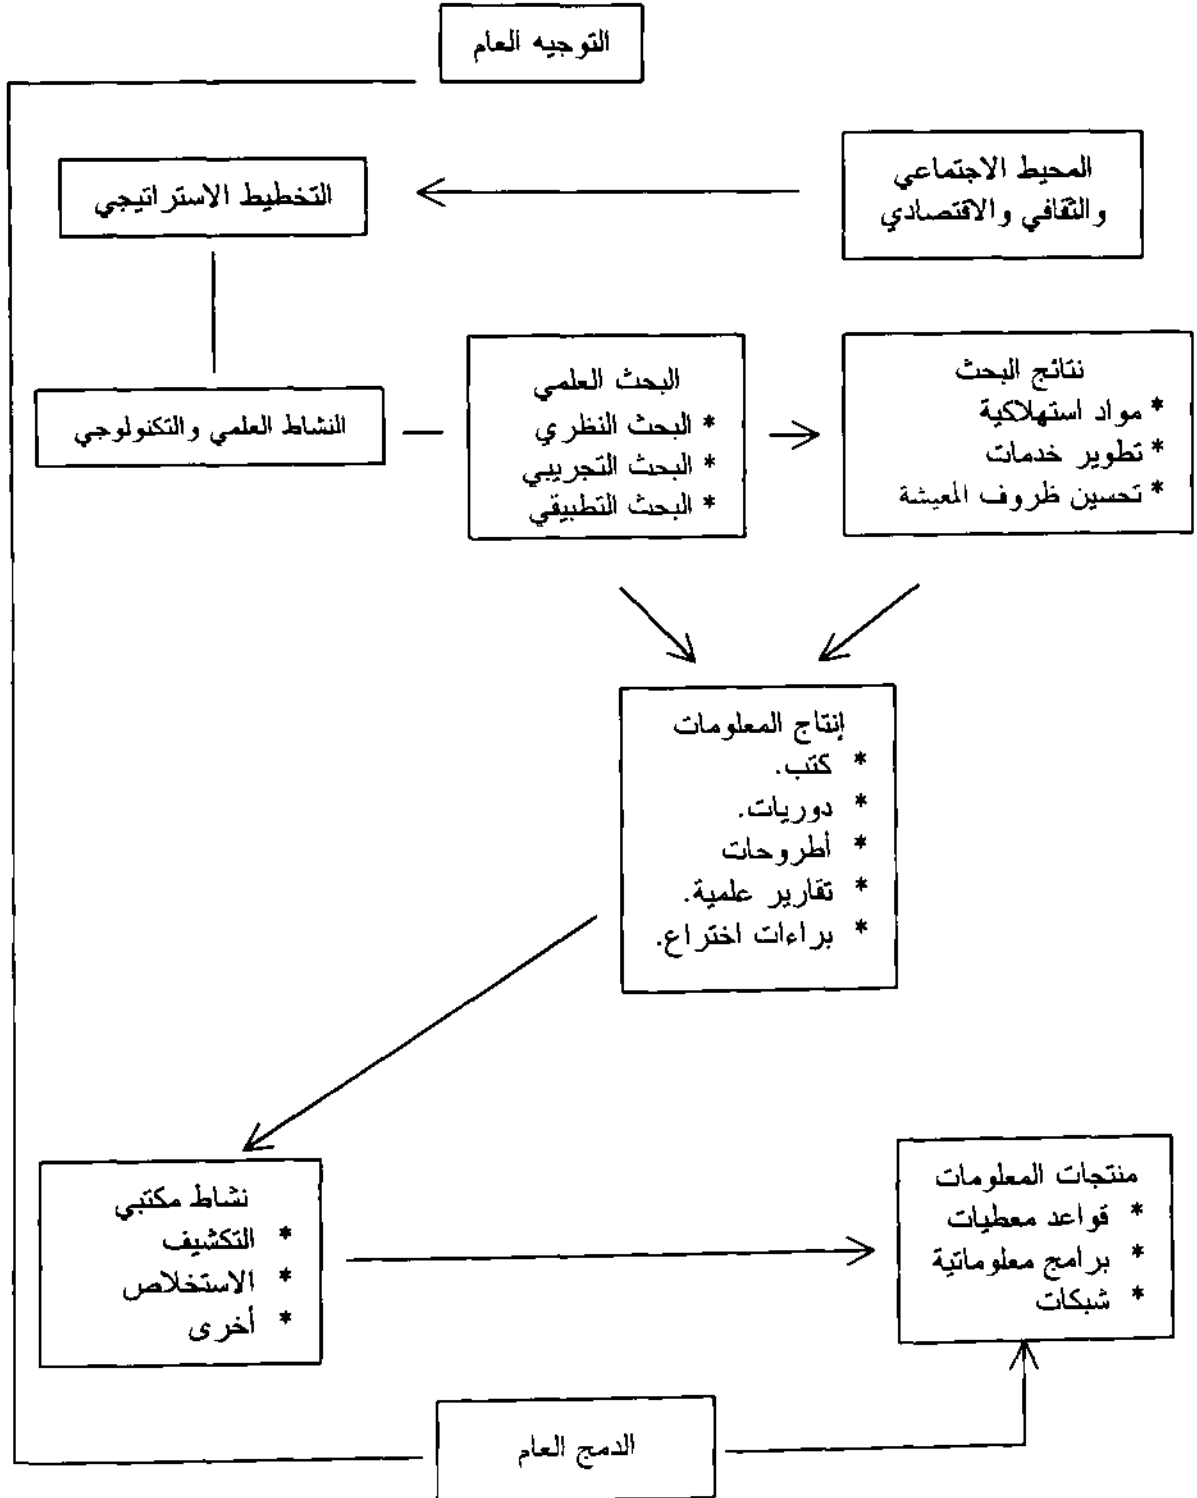 التوجيه العام
المحيط الاجتماعي
والثقافي والاقتصادي
التخطيط الاستراتيجي
النشاط العلمي والتكنولوجي
البحث العلمي
* البحث النظري
* البحث التجريبي
* البحث التطبيقي
نتائج البحث
* مواد استهلاكية
* تطوير خدمات
* تحسين ظروف المعيشة
إنتاج المعلومات
* كتب.
* دوريات.
* أطروحات
* تقارير علمية.
* براءات اختراع.
نشاط مكتبي
* التكشيف
* الاستخلاص
* أخرى
منتجات المعلومات
* قواعد معطيات
* برامج معلوماتية
* شبكات
الدمج العام